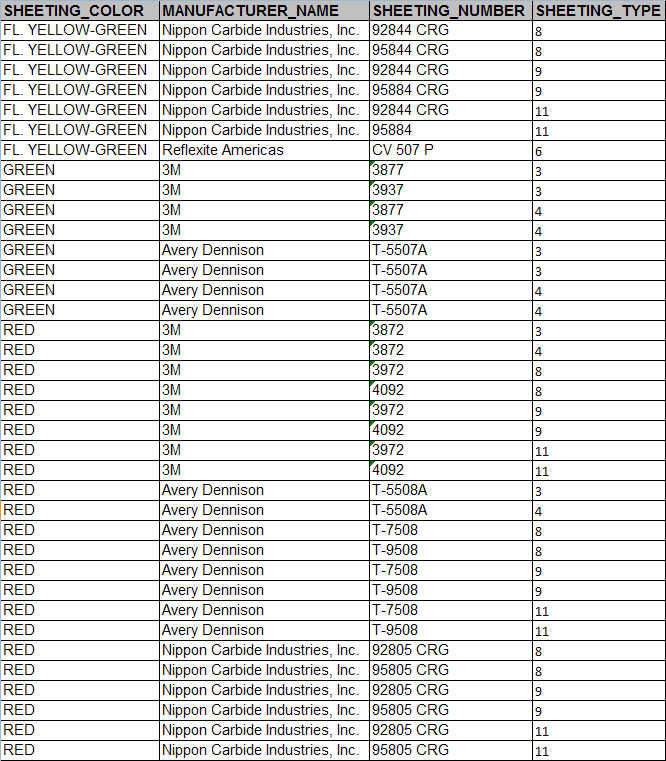 SHEETING_COLOR MANUFACTURER_NAME SHEETING_NUMBER SHEETING_TYPE
FL. YELLOW-GREEN Nippon Carbide Industries, Inc. 92844 CRG 8
FL. YELLOW-GREEN Nippon Carbide Industries, Inc. 95884 CRG 8
FL. YELLOW-GREEN Nippon Carbide Industries, Inc. 92844 CRG 9
FL. YELLOW-GREEN Nippon Carbide Industries, Inc. 95884 CRG 9
FL. YELLOW-GREEN Nippon Carbide Industries, Inc. 92844 CRG 11
FL. YELLOW-GREEN Nippon Carbide Industries, Inc. 95884 11
FL. YELLOW-GREEN Reflexite Americas CV 507 P 6
GREEN 3M 3877 3
GREEN 3M 3937 3
GREEN 3M 3877 4
GREEN 3M 3937 4
GREEN Avery Dennison T-5507A 3
GREEN Avery Dennison T-5507A 3
GREEN Avery Dennison T-5507A 4
GREEN Avery Dennison T-5507A 4
RED 3M 3872 3
RED 3M 3872 4
RED 3M 3972 8
RED 3M 4092 8
RED 3M 3972 9
RED 3M 4092 9
RED 3M 3972 11
RED 3M 4092 11
RED Avery Dennison T-5508A 3
RED Avery Dennison T-5508A 4
RED Avery Dennison T-7508 8
RED Avery Dennison T-9508 8
RED Avery Dennison T-7508 9
RED Avery Dennison T-9508 9
RED Avery Dennison T-7508 11
RED Avery Dennison T-9508 11
RED Nippon Carbide Industries, Inc. 92805 CRG 8
RED Nippon Carbide Industries, Inc. 95805 CRG 8
RED Nippon Carbide Industries, Inc. 92805 CRG 9
RED Nippon Carbide Industries, Inc. 95805 CRG 9
RED Nippon Carbide Industries, Inc. 92805 CRG 11
RED Nippon Carbide Industries, Inc. 95805 CRG 11